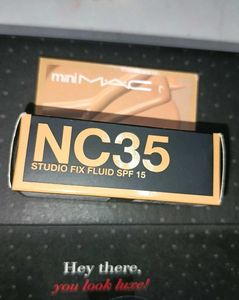 mini MAC
NC35
STUDIO FIX FLUID SPF 15
Hey there,
you look luxe!